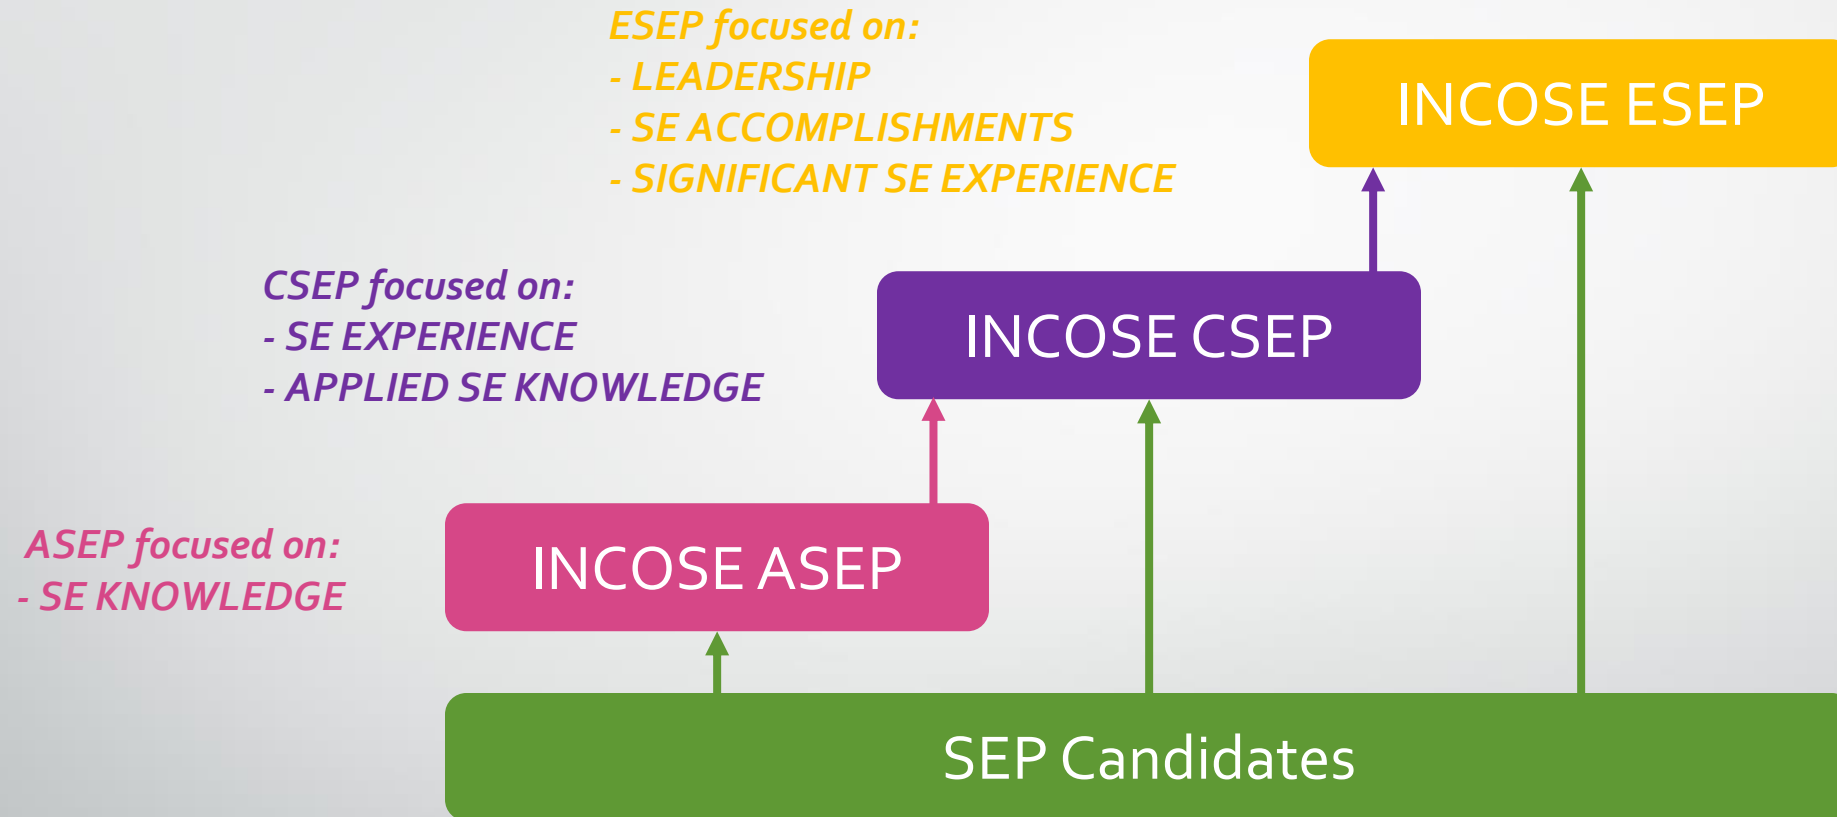 ESEP focused on:
- LEADERSHIP
- SE ACCOMPLISHMENTS
- SIGNIFICANT SE EXPERIENCE
INCOSE ESEP
CSEP focused on:
- SE EXPERIENCE
- APPLIED SE KNOWLEDGE
INCOSE CSEP
ASEP focused on:
- SE KNOWLEDGE
INCOSE ASEP
SEP Candidates